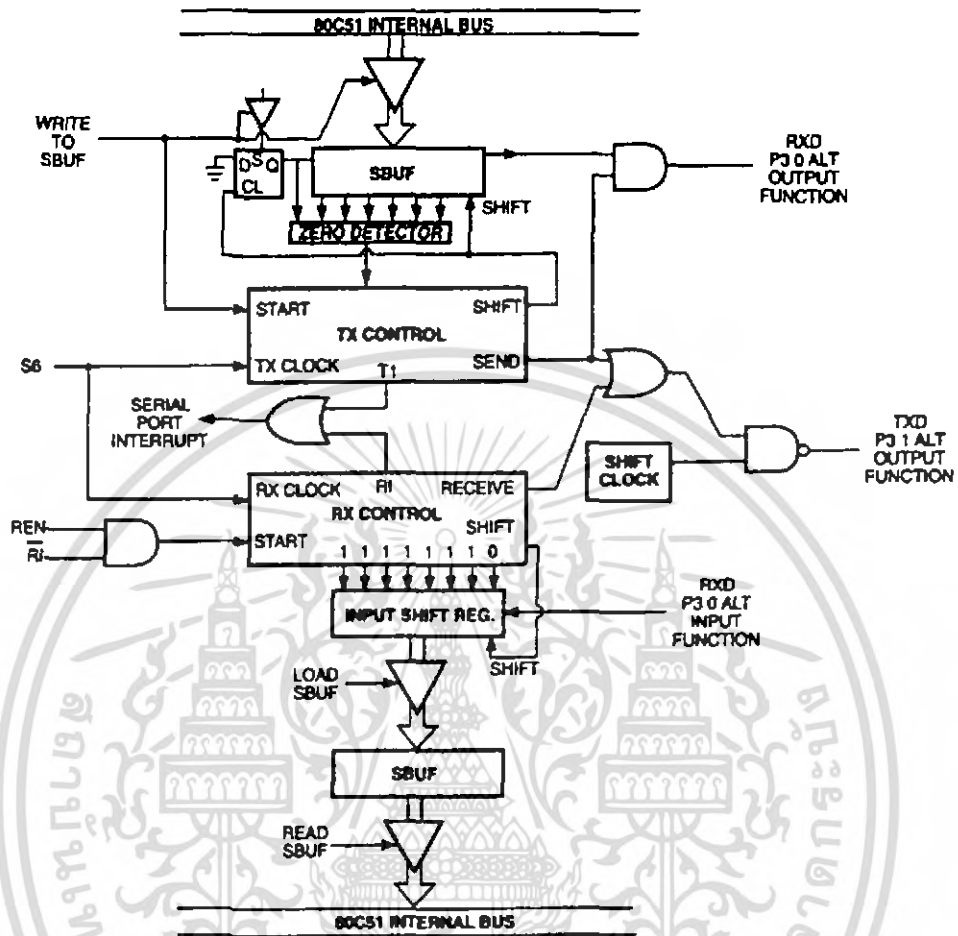 80C51 INTERNAL BUS
WRITE
TO
SBUF
D S Q
CL
SBUF
SHIFT
RXD
P3 0 ALT
OUTPUT
FUNCTION
ZERO DETECTOR
START
SHIFT
TX CONTROL
S6
TX CLOCK
T1
SEND
SERIAL
PORT
INTERRUPT
SHIFT
CLOCK
TXD
P3 1 ALT
OUTPUT
FUNCTION
RX CLOCK
RI
RECEIVE
RX CONTROL
SHIFT
REN
RI
START
1 1 1 1 1 1 1 0
INPUT SHIFT REG.
RXD
P3 0 ALT
INPUT
FUNCTION
SHIFT
LOAD
SBUF
SBUF
READ
SBUF
80C51 INTERNAL BUS